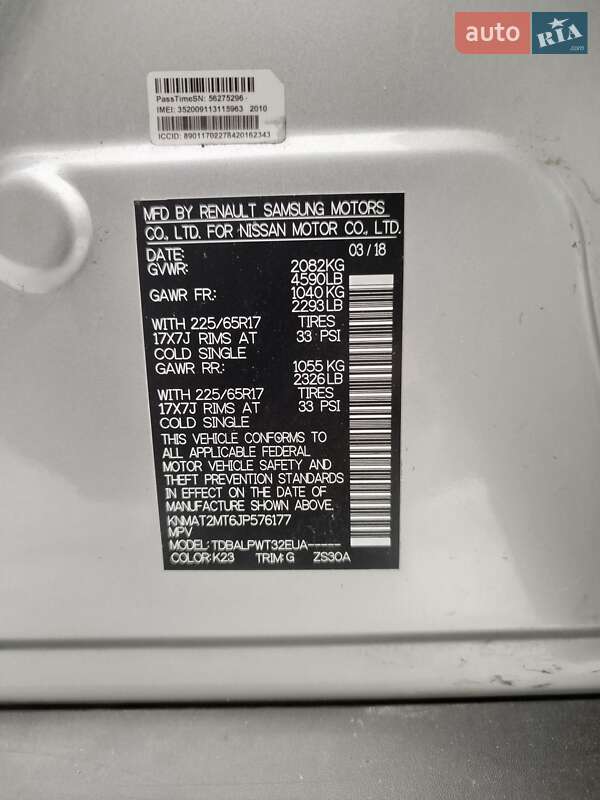 auto RIA.com
PassTimeSN: 56275296
IMEI: 352009113115963 2010
ICCID: 89011702278420162343
MFD BY RENAULT SAMSUNG MOTORS
CO., LTD. FOR NISSAN MOTOR CO., LTD.
DATE: 03/18
GVWR: 2082KG
4590LB
GAWR FR: 1040KG
2293LB
WITH 225/65R17 TIRES
17X7J RIMS AT 33 PSI
COLD SINGLE
GAWR RR: 1055KG
2326LB
WITH 225/65R17 TIRES
17X7J RIMS AT 33 PSI
COLD SINGLE
THIS VEHICLE CONFORMS TO
ALL APPLICABLE FEDERAL
MOTOR VEHICLE SAFETY AND
THEFT PREVENTION STANDARDS
IN EFFECT ON THE DATE OF
MANUFACTURE SHOWN ABOVE.
KNMAT2MT6JP576177
MPV
MODEL: TDBALPWT32EUA-----
COLOR: K23 TRIM: G ZS30A